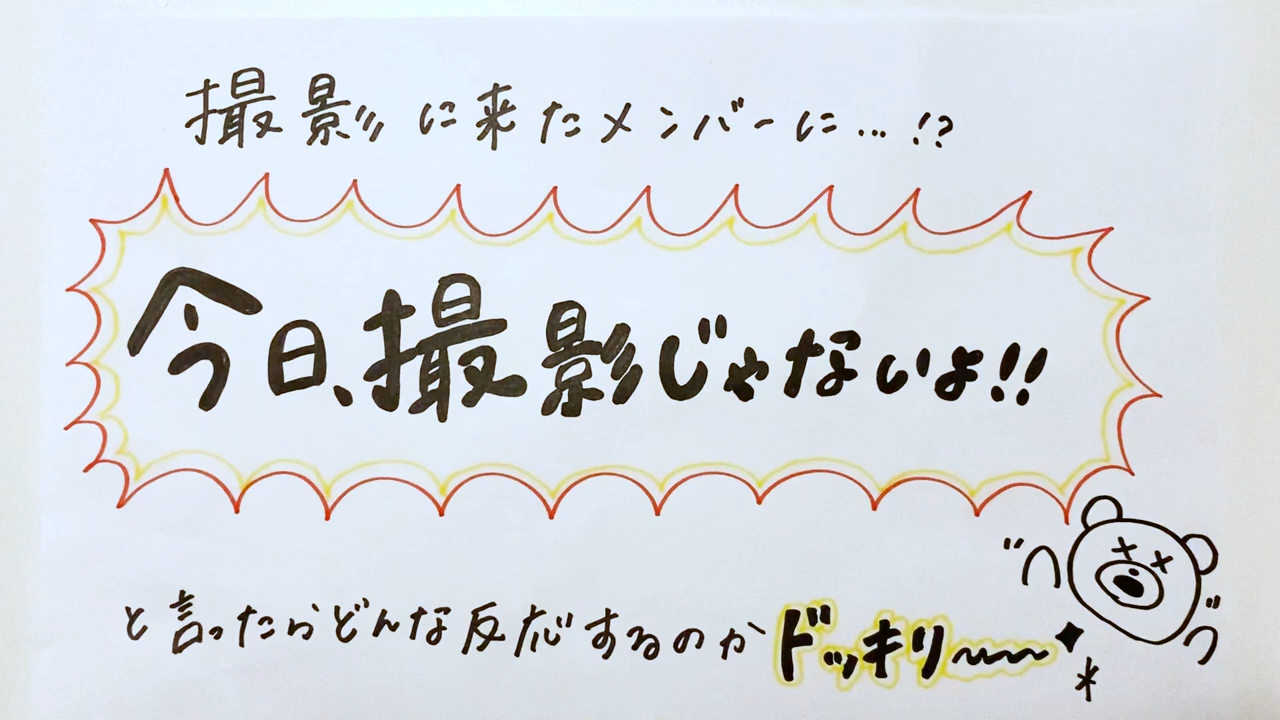 撮影に来たメンバーに…!?
今日、撮影じゃないよ!!
と言ったらどんな反応するのかドッキリ〜〜〜